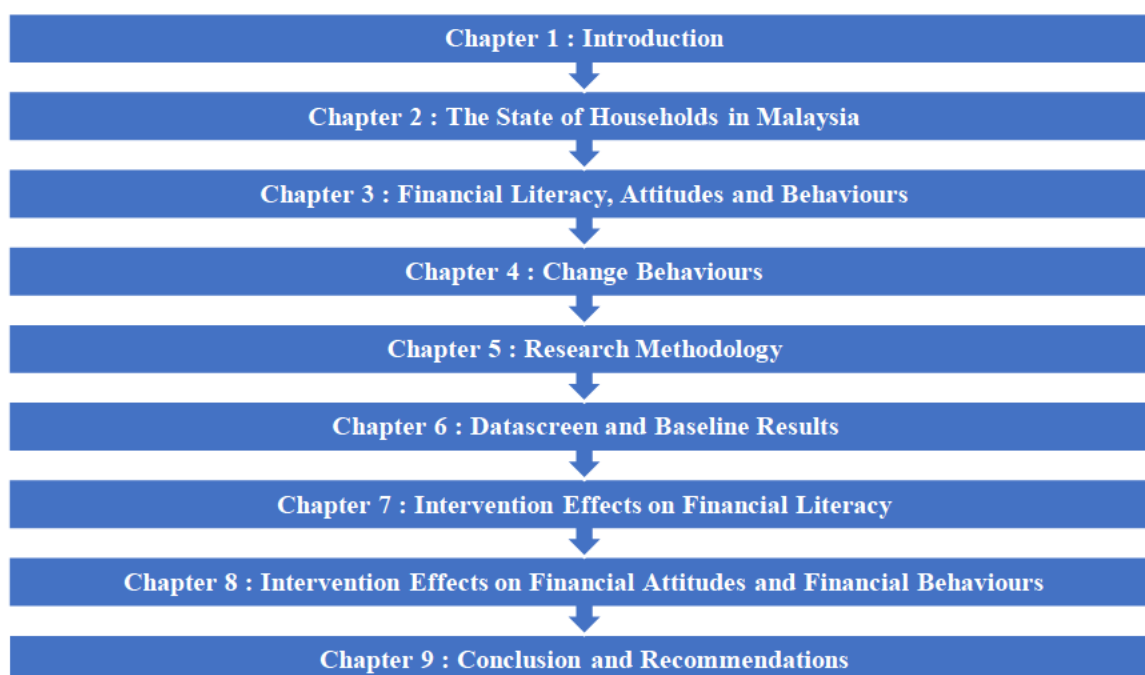 Chapter 1 : Introduction
Chapter 2 : The State of Households in Malaysia
Chapter 3 : Financial Literacy, Attitudes and Behaviours
Chapter 4 : Change Behaviours
Chapter 5 : Research Methodology
Chapter 6 : Datascreen and Baseline Results
Chapter 7 : Intervention Effects on Financial Literacy
Chapter 8 : Intervention Effects on Financial Attitudes and Financial Behaviours
Chapter 9 : Conclusion and Recommendations